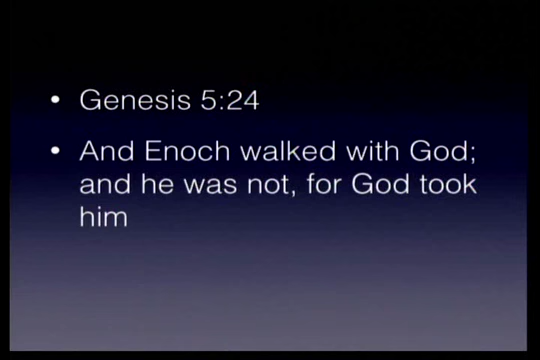 • Genesis 5:24
• And Enoch walked with God;
and he was not, for God took
him